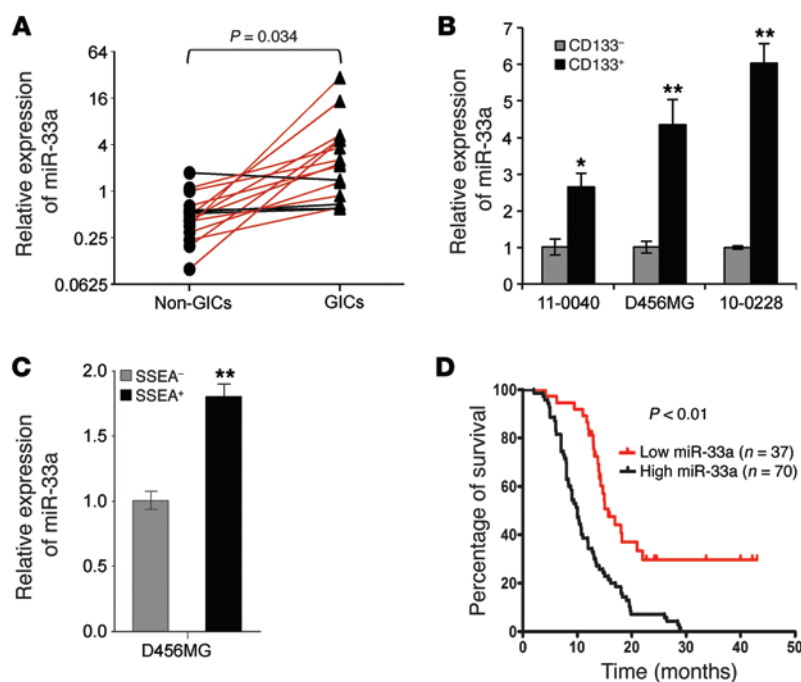 A
P = 0.034
Relative expression
of miR-33a
64
16
4
1
0.25
0.0625
Non-GICs
GICs
B
Relative expression
of miR-33a
7
6
5
4
3
2
1
0
CD133⁻
CD133⁺
*
**
**
11-0040
D456MG
10-0228
C
Relative expression
of miR-33a
2.0
1.5
1.0
0.5
0.0
SSEA⁻
SSEA⁺
**
D456MG
D
Percentage of survival
100
80
60
40
20
0
P < 0.01
Low miR-33a (n = 37)
High miR-33a (n = 70)
0
10
20
30
40
50
Time (months)